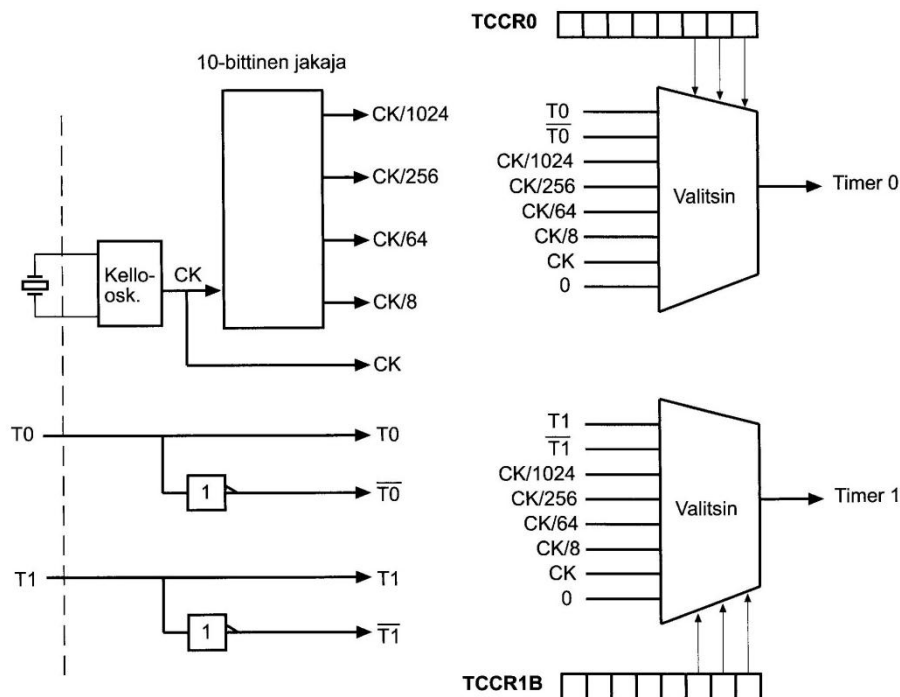 10-bittinen jakaja
CK/1024
CK/256
CK/64
CK/8
Kello-
osk.
CK
CK
T0
T0
T̅0̅
1
T1
T1
T̅1̅
1
TCCR0
T0
T̅0̅
CK/1024
CK/256
CK/64
CK/8
CK
0
Valitsin
Timer 0
T1
T̅1̅
CK/1024
CK/256
CK/64
CK/8
CK
0
Valitsin
Timer 1
TCCR1B